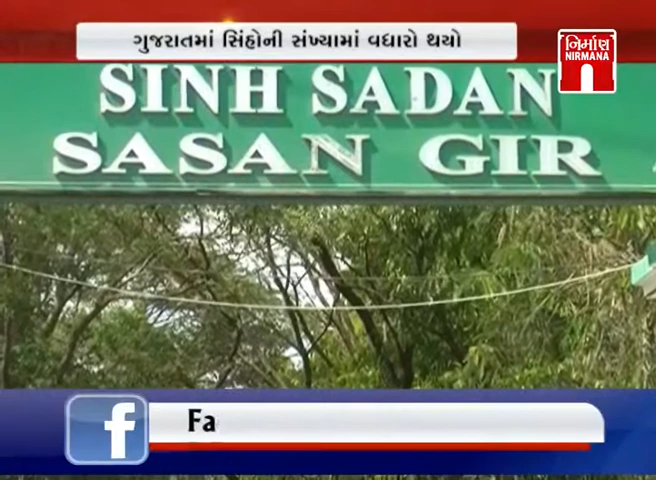 ગુજરાતમાં સિંહોની સંખ્યામાં વધારો થયો
નિર્માણ
NIRMANA
SINH SADAN
SASAN GIR
f
Fa